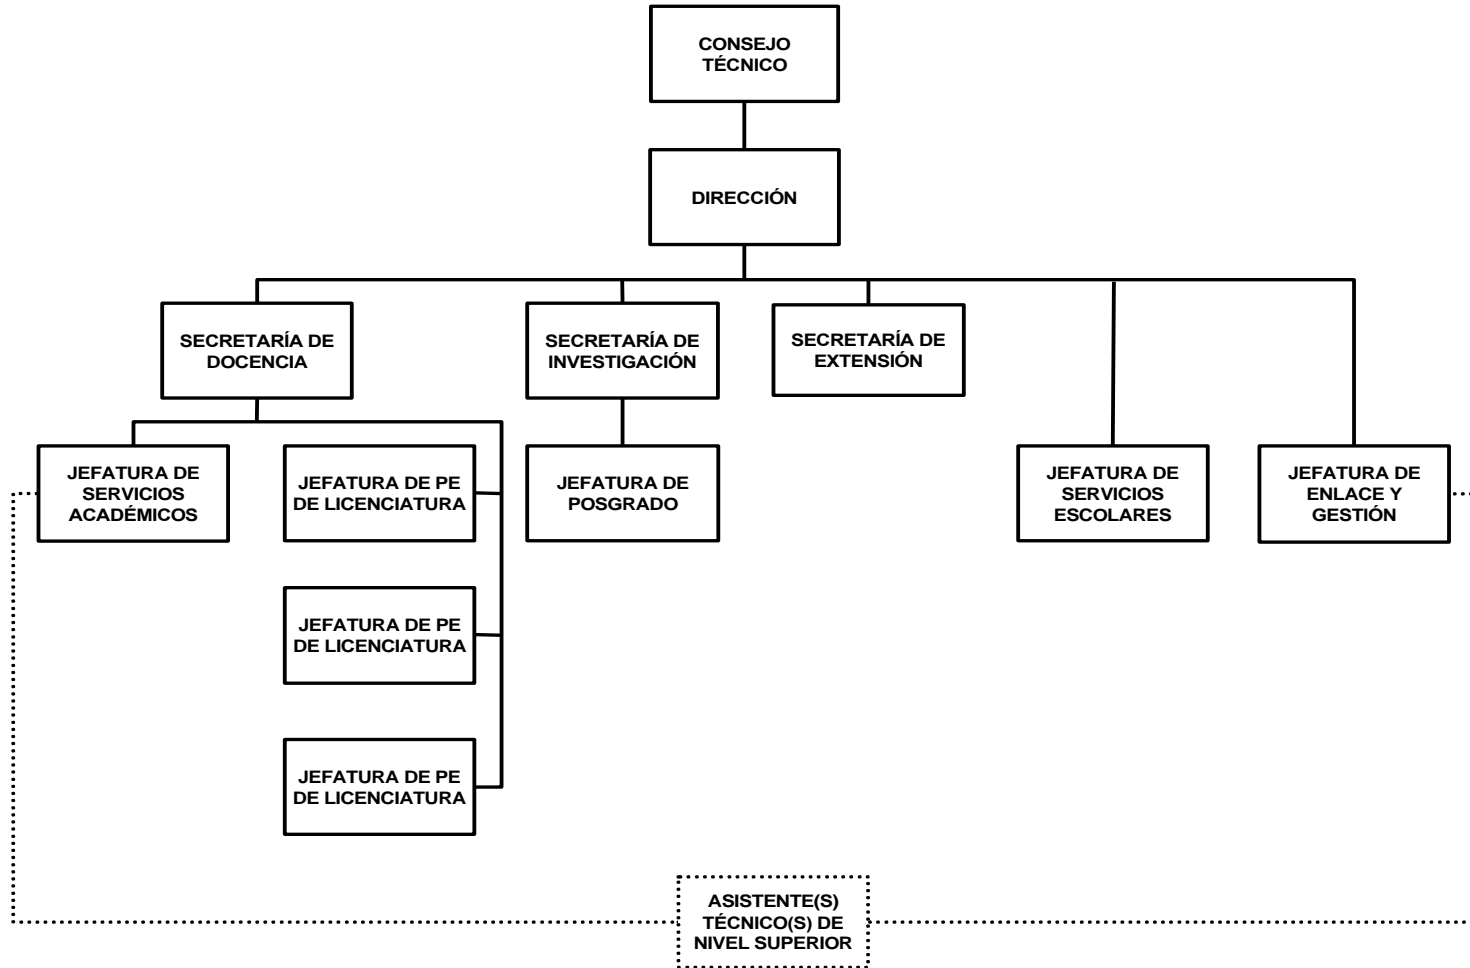 CONSEJO
TÉCNICO
DIRECCIÓN
SECRETARÍA DE
DOCENCIA
SECRETARÍA DE
INVESTIGACIÓN
SECRETARÍA DE
EXTENSIÓN
JEFATURA DE
SERVICIOS
ACADÉMICOS
JEFATURA DE PE
DE LICENCIATURA
JEFATURA DE
POSGRADO
JEFATURA DE
SERVICIOS
ESCOLARES
JEFATURA DE
ENLACE Y
GESTIÓN
JEFATURA DE PE
DE LICENCIATURA
JEFATURA DE PE
DE LICENCIATURA
ASISTENTE(S)
TÉCNICO(S) DE
NIVEL SUPERIOR